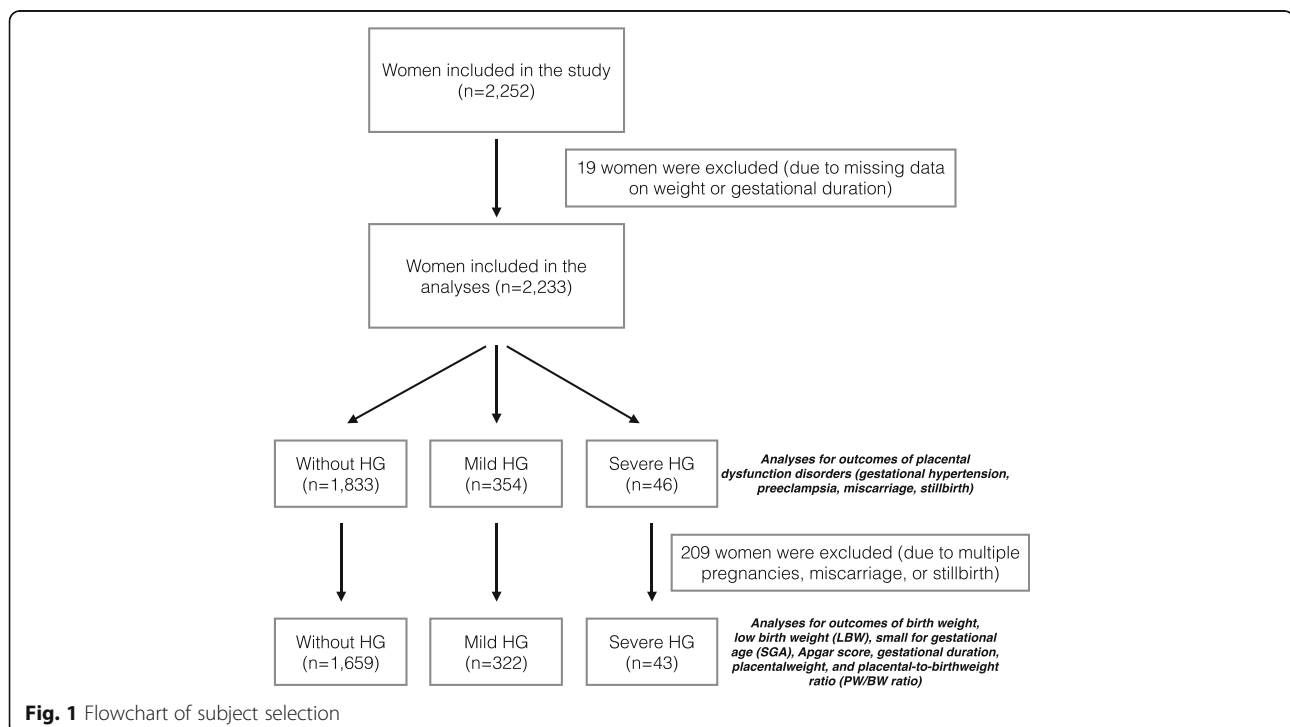 Women included in the study
(n=2,252)
19 women were excluded (due to missing data
on weight or gestational duration)
Women included in the
analyses (n=2,233)
Without HG
(n=1,833)
Mild HG
(n=354)
Severe HG
(n=46)
Analyses for outcomes of placental
dysfunction disorders (gestational hypertension,
preeclampsia, miscarriage, stillbirth)
209 women were excluded (due to multiple
pregnancies, miscarriage, or stillbirth)
Without HG
(n=1,659)
Mild HG
(n=322)
Severe HG
(n=43)
Analyses for outcomes of birth weight,
low birth weight (LBW), small for gestational
age (SGA), Apgar score, gestational duration,
placentalweight, and placental-to-birthweight
ratio (PW/BW ratio)
Fig. 1 Flowchart of subject selection